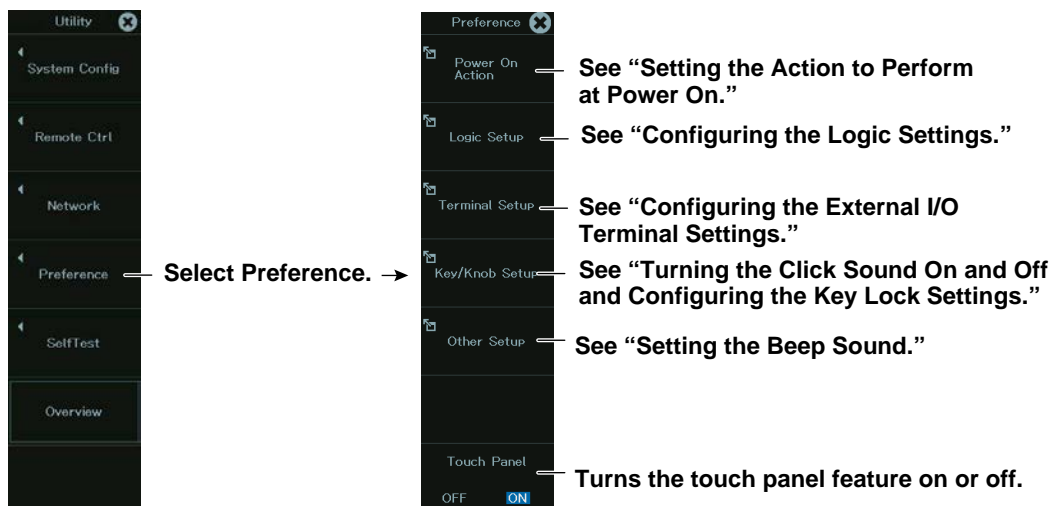 Utility
System Config
Remote Ctrl
Network
Preference
SelfTest
Overview
Select Preference.
Preference
Power On
Action
Logic Setup
Terminal Setup
Key/Knob Setup
Other Setup
Touch Panel
OFF ON
See “Setting the Action to Perform
at Power On.”
See “Configuring the Logic Settings.”
See “Configuring the External I/O
Terminal Settings.”
See “Turning the Click Sound On and Off
and Configuring the Key Lock Settings.”
See “Setting the Beep Sound.”
Turns the touch panel feature on or off.